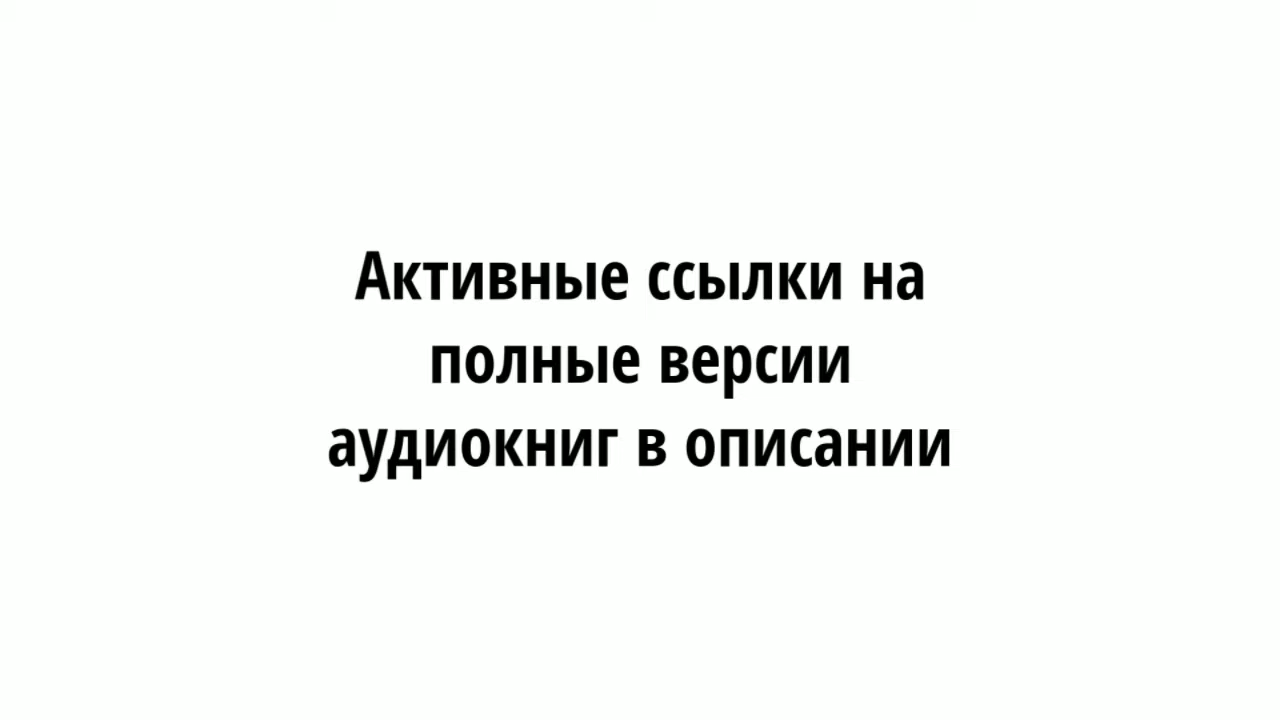 Активные ссылки на
полные версии
аудиокниг в описании